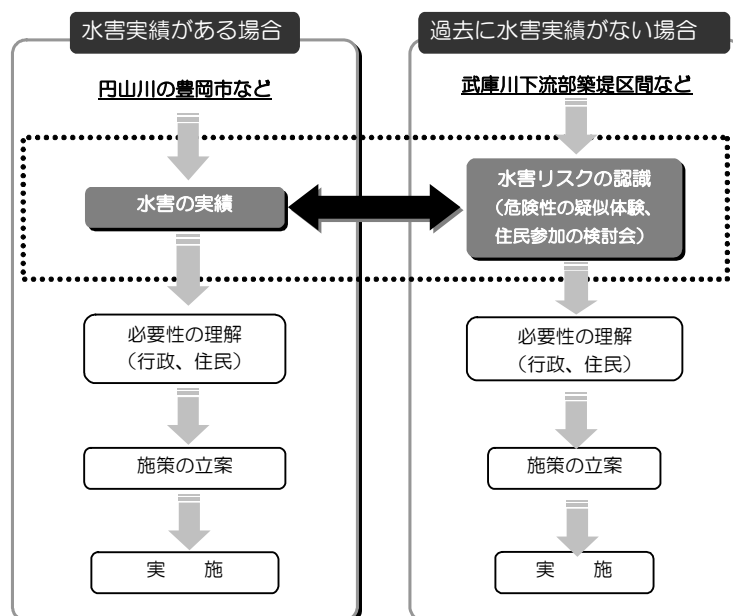 水害実績がある場合
円山川の豊岡市など
水害の実績
必要性の理解
（行政、住民）
施策の立案
実　施
過去に水害実績がない場合
武庫川下流部築堤区間など
水害リスクの認識
（危険性の疑似体験、
住民参加の検討会）
必要性の理解
（行政、住民）
施策の立案
実　施